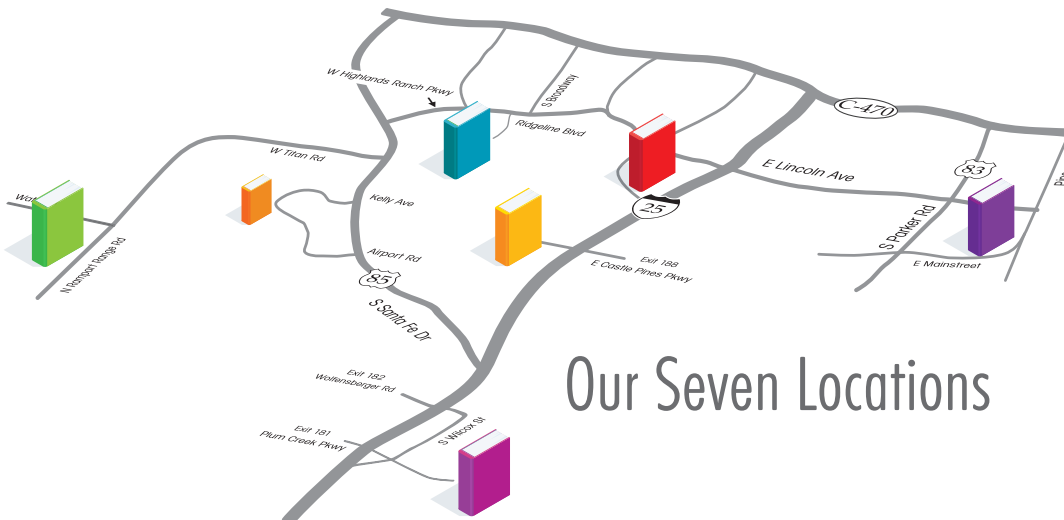 W Highlands Ranch Pkwy
S Broadway
C-470
Ridgeline Blvd
W Titan Rd
E Lincoln Ave
83
Kelly Ave
25
S Parker Rd
N Rampart Range Rd
Airport Rd
Exit 188
E Castle Pines Pkwy
E Mainstreet
85
S Santa Fe Dr
Exit 182
Wolfensberger Rd
Our Seven Locations
Exit 181
Plum Creek Pkwy
S Wilcox St